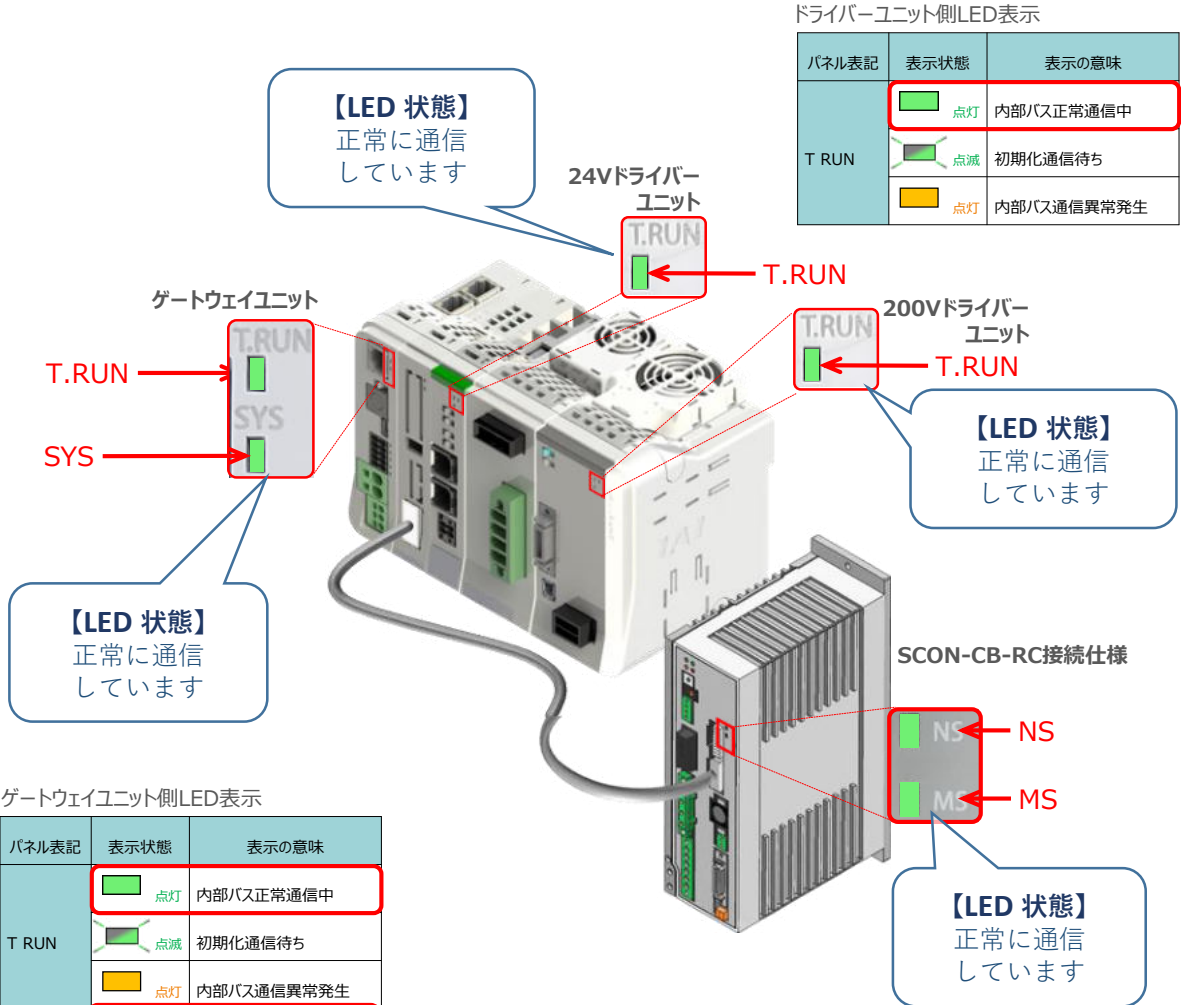 ドライバーユニット側LED表示
パネル表記 表示状態 表示の意味
T RUN
点灯 内部バス正常通信中
点滅 初期化通信待ち
点灯 内部バス通信異常発生
【LED 状態】
正常に通信
しています
24Vドライバー
ユニット
T.RUN
T.RUN
ゲートウェイユニット
T.RUN
T.RUN
SYS
SYS
200Vドライバー
ユニット
T.RUN
T.RUN
【LED 状態】
正常に通信
しています
【LED 状態】
正常に通信
しています
SCON-CB-RC接続仕様
NS
NS
MS
MS
【LED 状態】
正常に通信
しています
ゲートウェイユニット側LED表示
パネル表記 表示状態 表示の意味
T RUN
点灯 内部バス正常通信中
点滅 初期化通信待ち
点灯 内部バス通信異常発生